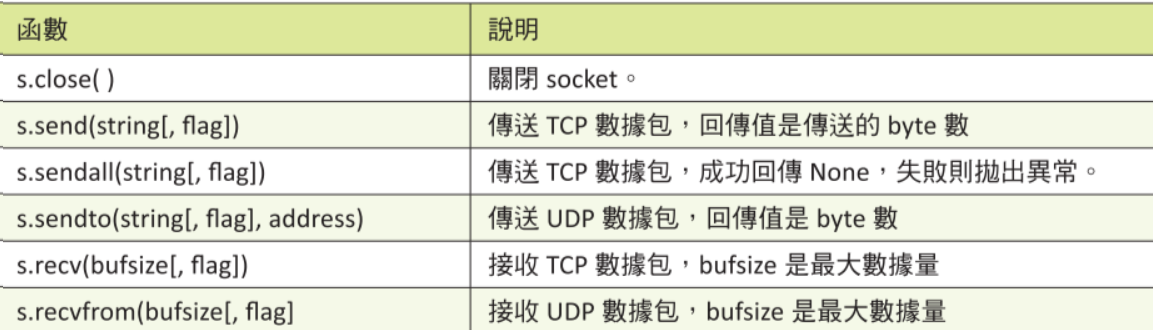 函數 說明
s.close( ) 關閉 socket。
s.send(string[, flag]) 傳送 TCP 數據包，回傳值是傳送的 byte 數
s.sendall(string[, flag]) 傳送 TCP 數據包，成功回傳 None，失敗則拋出異常。
s.sendto(string[, flag], address) 傳送 UDP 數據包，回傳值是 byte 數
s.recv(bufsize[, flag]) 接收 TCP 數據包，bufsize 是最大數據量
s.recvfrom(bufsize[, flag] 接收 UDP 數據包，bufsize 是最大數據量